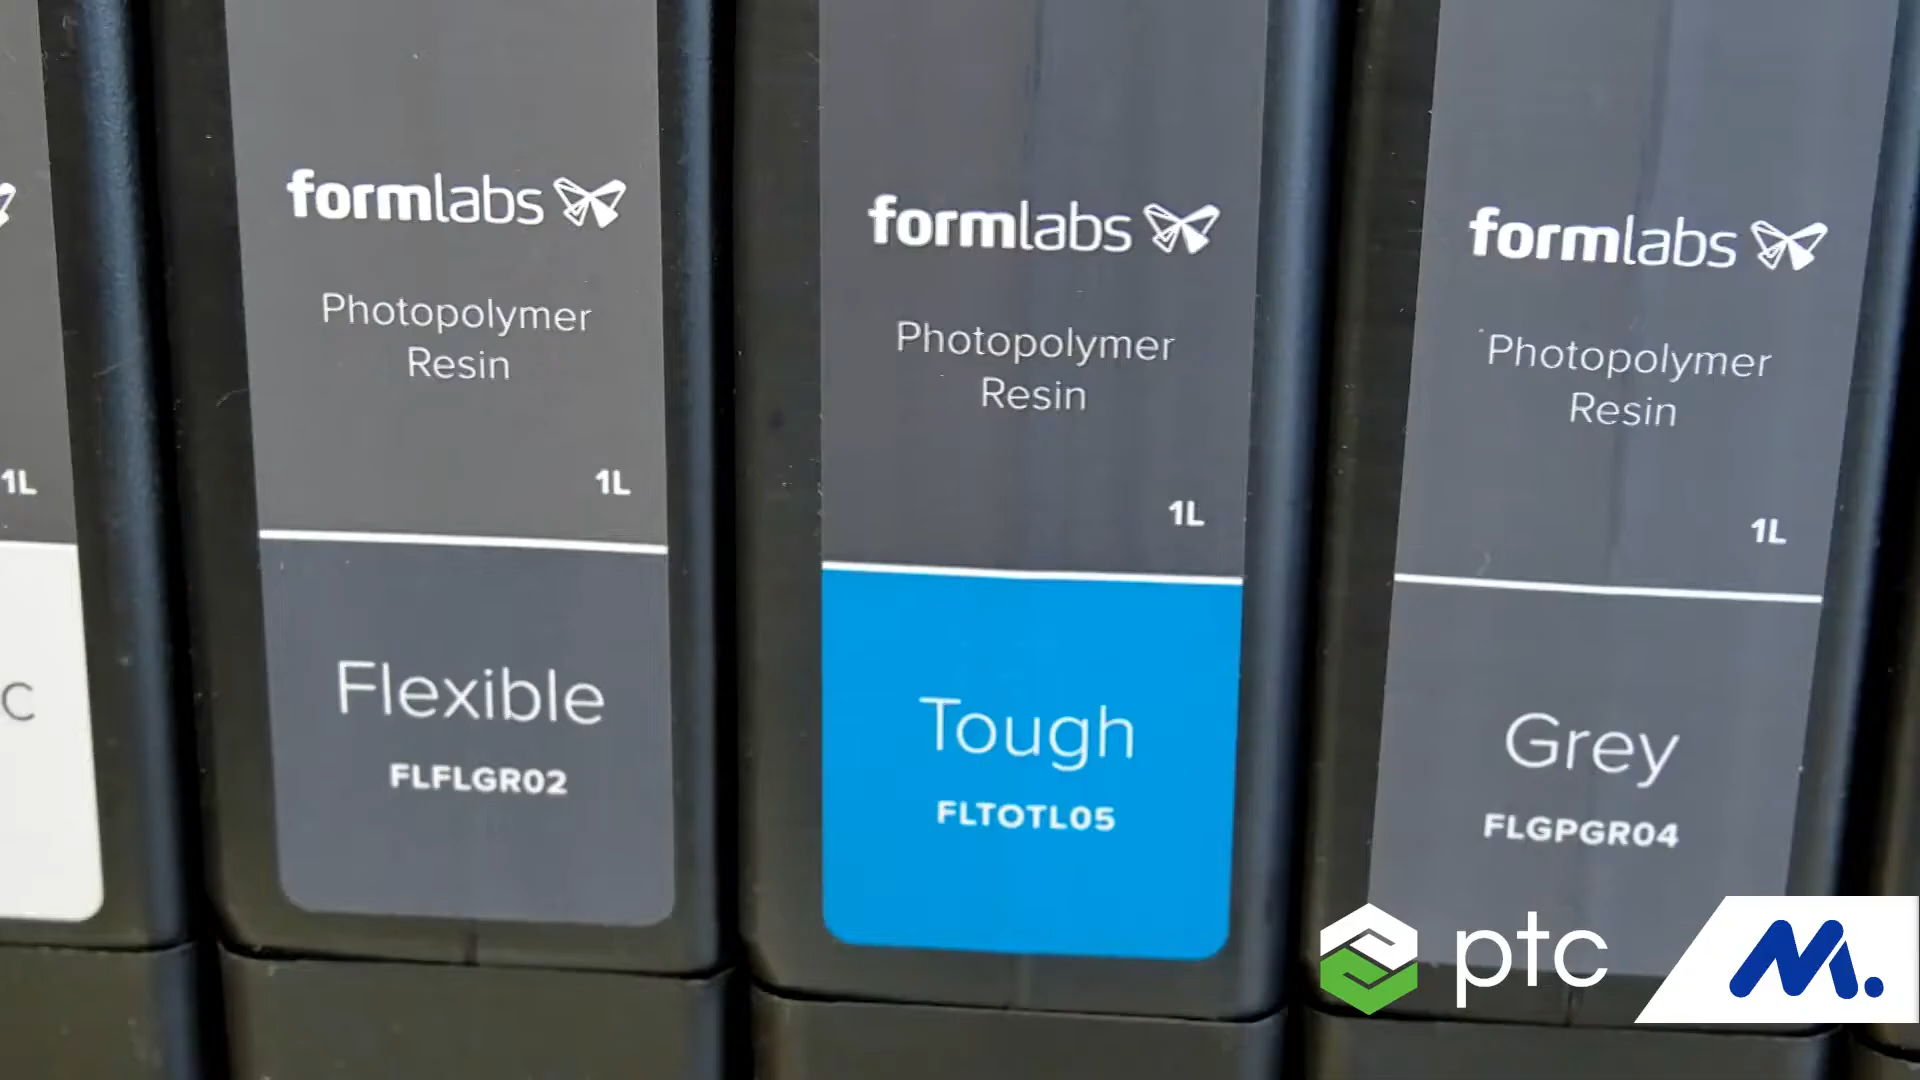 1L
C
formlabs
Photopolymer
Resin
1L
Flexible
FLFLGR02
formlabs
Photopolymer
Resin
1L
Tough
FLTOTL05
formlabs
Photopolymer
Resin
1L
Grey
FLGPGR04
ptc
M.